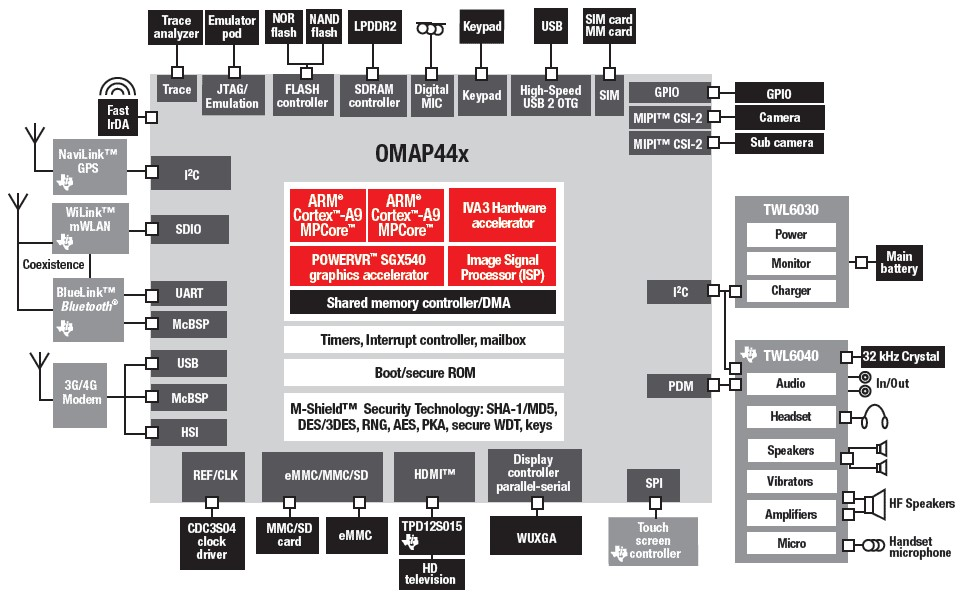 Trace
analyzer
Emulator
pod
NOR
flash
NAND
flash
LPDDR2
Keypad
USB
SIM card
MM card
Trace
JTAG/
Emulation
FLASH
controller
SDRAM
controller
Digital
MIC
Keypad
High-Speed
USB 2 OTG
SIM
GPIO
GPIO
MIPI™ CSI-2
Camera
MIPI™ CSI-2
Sub camera
Fast
IrDA
OMAP44x
NaviLink™
GPS
I²C
WiLink™
mWLAN
SDIO
Coexistence
BlueLink™
Bluetooth®
UART
McBSP
3G/4G
Modem
USB
McBSP
HSI
ARM®
Cortex™-A9
MPCore™
ARM®
Cortex™-A9
MPCore™
IVA3 Hardware
accelerator
POWERVR™ SGX540
graphics accelerator
Image Signal
Processor (ISP)
Shared memory controller/DMA
Timers, Interrupt controller, mailbox
Boot/secure ROM
M-Shield™ Security Technology: SHA-1/MD5,
DES/3DES, RNG, AES, PKA, secure WDT, keys
I²C
PDM
TWL6030
Power
Monitor
Charger
Main
battery
TWL6040
32 kHz Crystal
Audio
In/Out
Headset
Speakers
Vibrators
Amplifiers
HF Speakers
Micro
Handset
microphone
REF/CLK
eMMC/MMC/SD
HDMI™
Display
controller
parallel-serial
SPI
CDC3S04
clock
driver
MMC/SD
card
eMMC
TPD12S015
HD
television
WUXGA
Touch
screen
controller